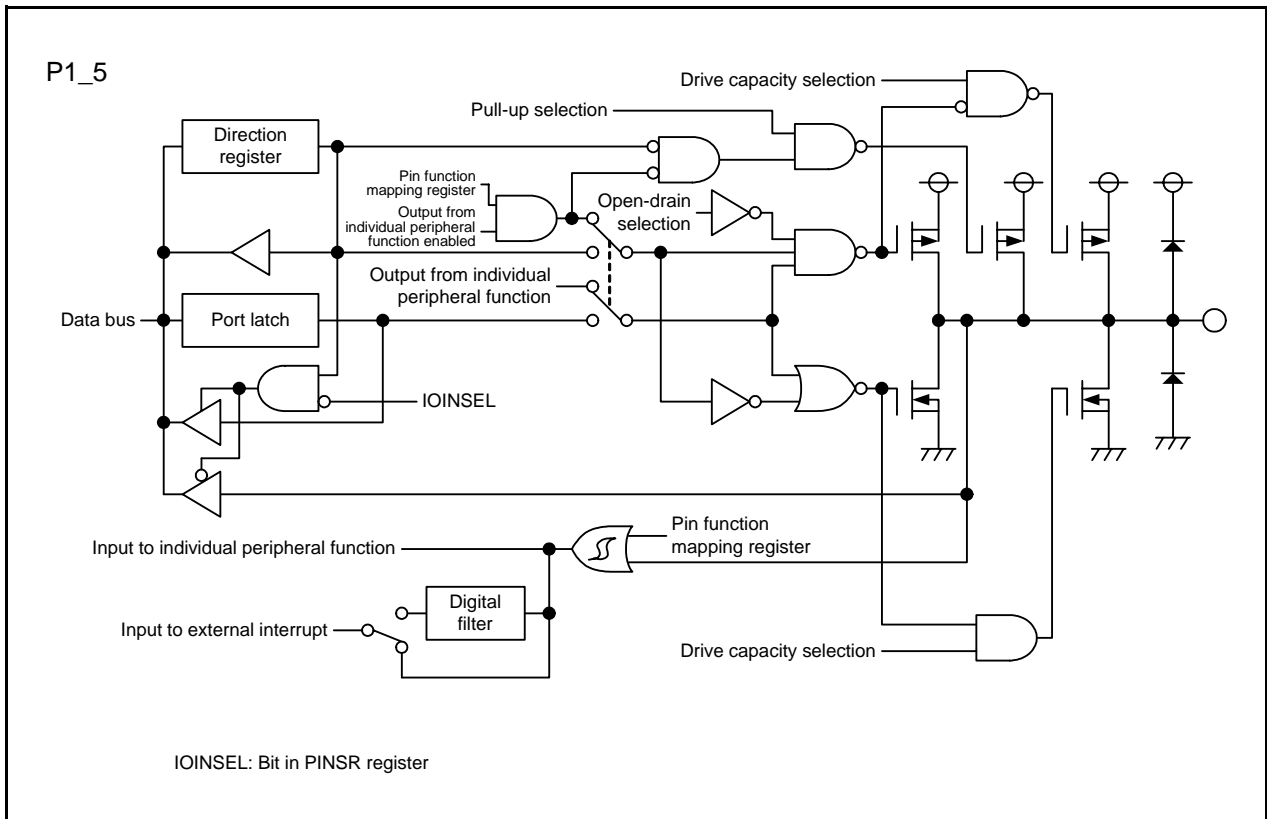 P1_5
Drive capacity selection
Pull-up selection
Direction
register
Pin function
mapping register
Output from
individual peripheral
function enabled
Open-drain
selection
Output from individual
peripheral function
Data bus
Port latch
IOINSEL
Pin function
mapping register
Input to individual peripheral function
Digital
filter
Input to external interrupt
Drive capacity selection
IOINSEL: Bit in PINSR register